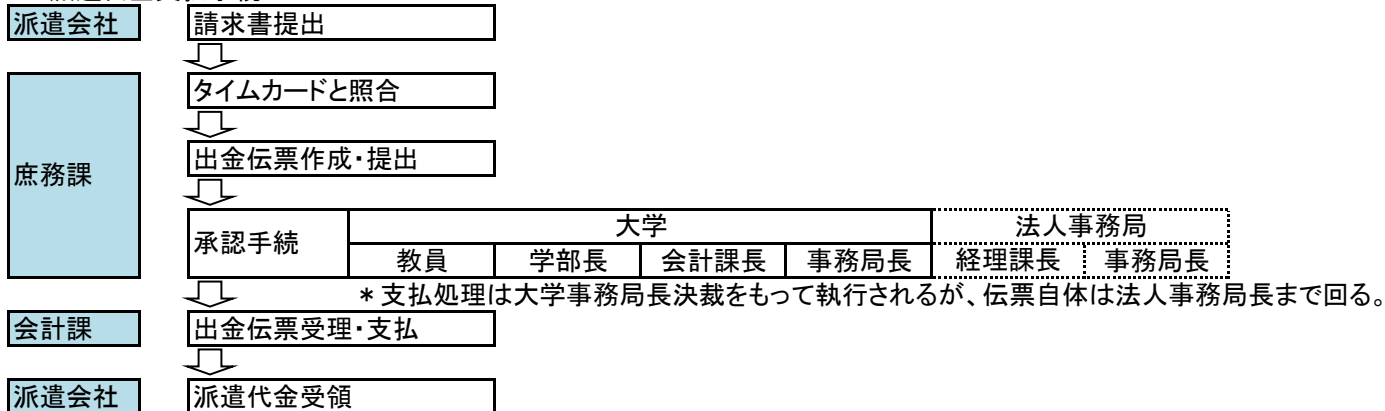 派遣会社 請求書提出
タイムカードと照合
庶務課
出金伝票作成・提出
承認手続 大学 法人事務局
教員 学部長 会計課長 事務局長 経理課長 事務局長
＊支払処理は大学事務局長決裁をもって執行されるが、伝票自体は法人事務局長まで回る。
会計課 出金伝票受理・支払
派遣会社 派遣代金受領